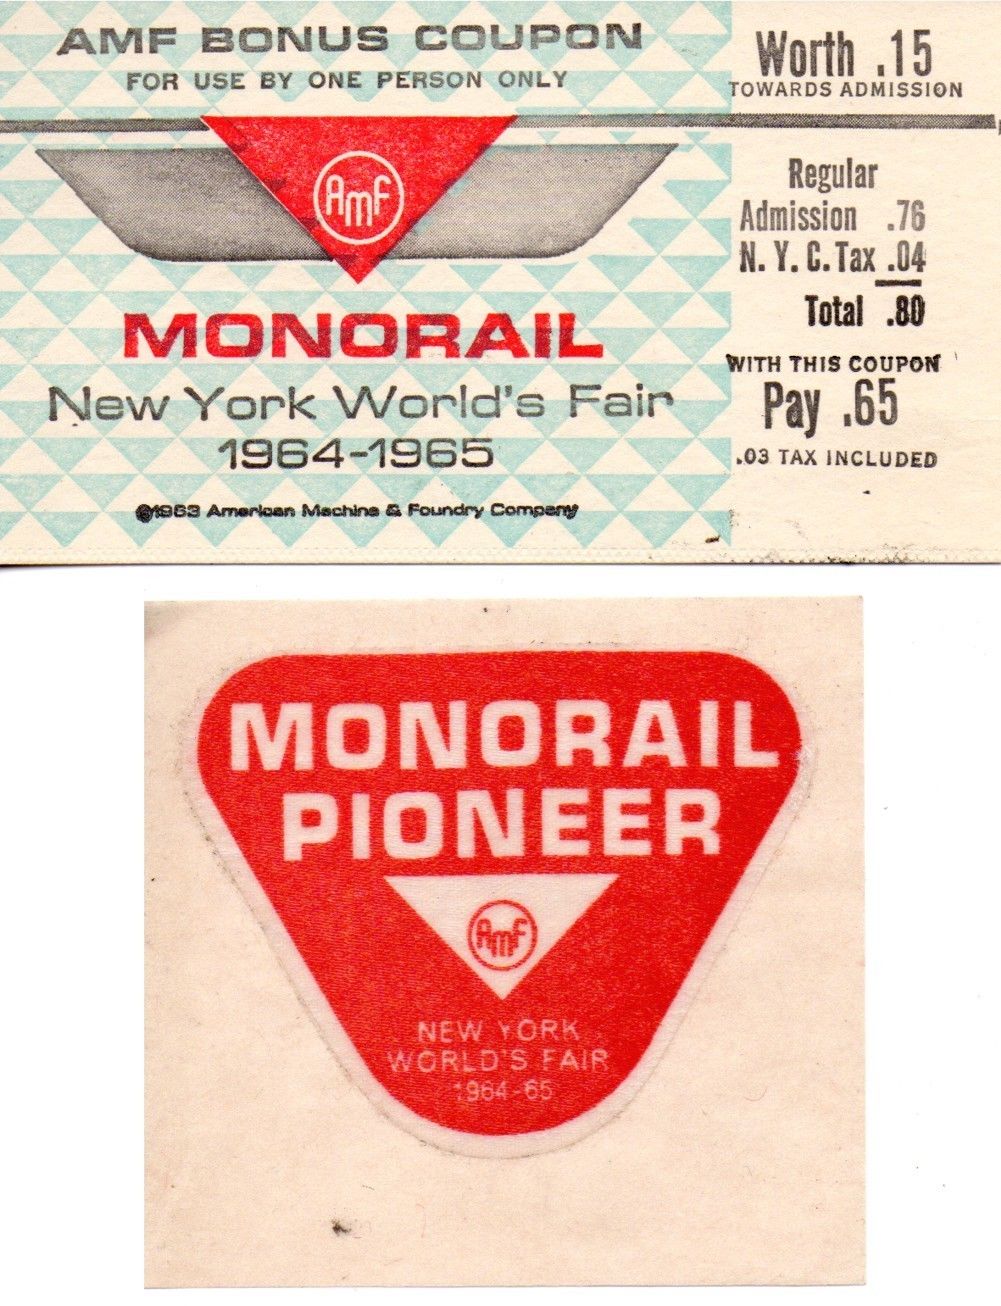 AMF BONUS COUPON
FOR USE BY ONE PERSON ONLY
AMF
MONORAIL
New York World's Fair
1964-1965
©1963 American Machine & Foundry Company
Worth .15
TOWARDS ADMISSION
Regular
Admission .76
N. Y. C. Tax .04
Total .80
WITH THIS COUPON
Pay .65
.03 TAX INCLUDED
MONORAIL
PIONEER
AMF
NEW YORK
WORLD'S FAIR
1964-65